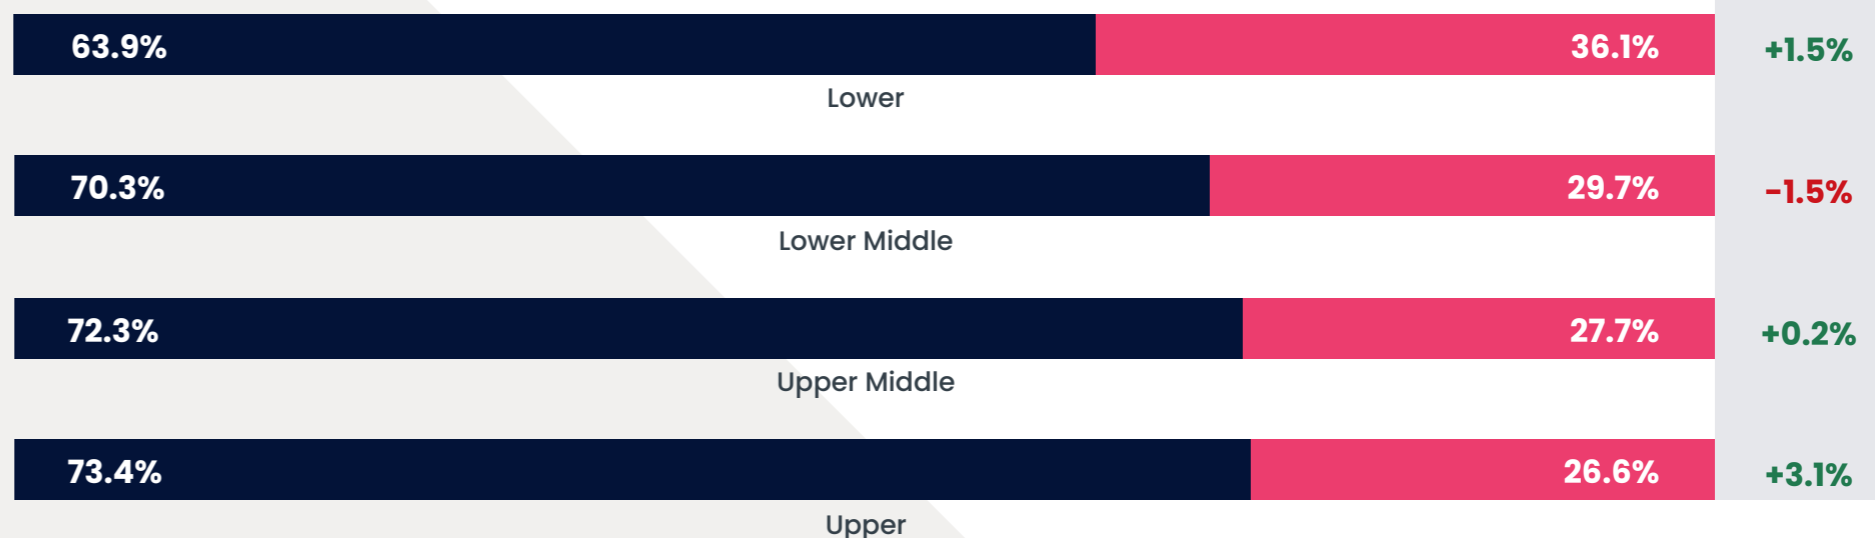 63.9% 36.1% +1.5%
Lower
70.3% 29.7% -1.5%
Lower Middle
72.3% 27.7% +0.2%
Upper Middle
73.4% 26.6% +3.1%
Upper